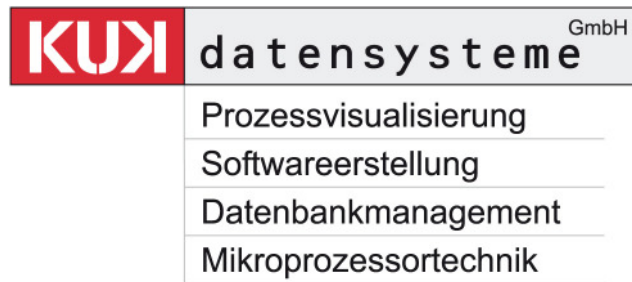 KUK datensysteme GmbH
Prozessvisualisierung
Softwareerstellung
Datenbankmanagement
Mikroprozessortechnik